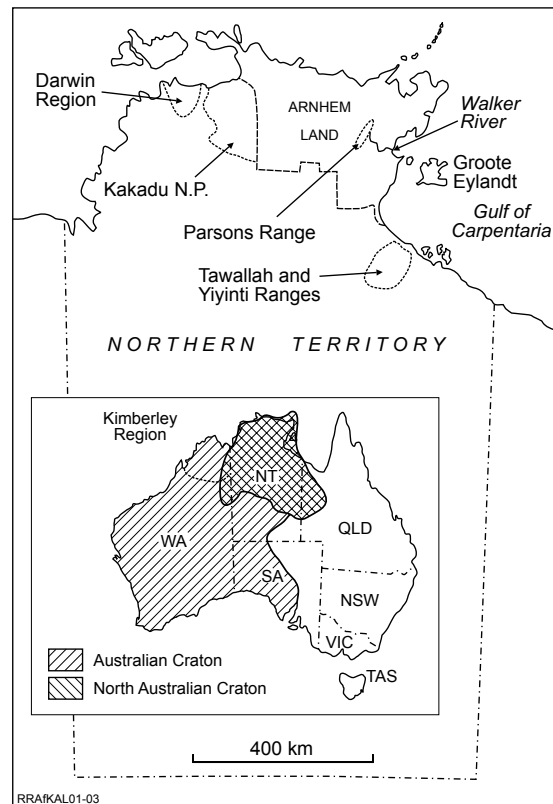 Darwin
Region
ARNHEM
LAND
Walker
River
Groote
Eylandt
Kakadu N.P.
Gulf of
Carpentaria
Parsons Range
Tawallah and
Yiyinti Ranges
NORTHERN TERRITORY
Kimberley
Region
NT
WA
QLD
SA
NSW
VIC
TAS
Australian Craton
North Australian Craton
400 km
RRAfKAL01-03